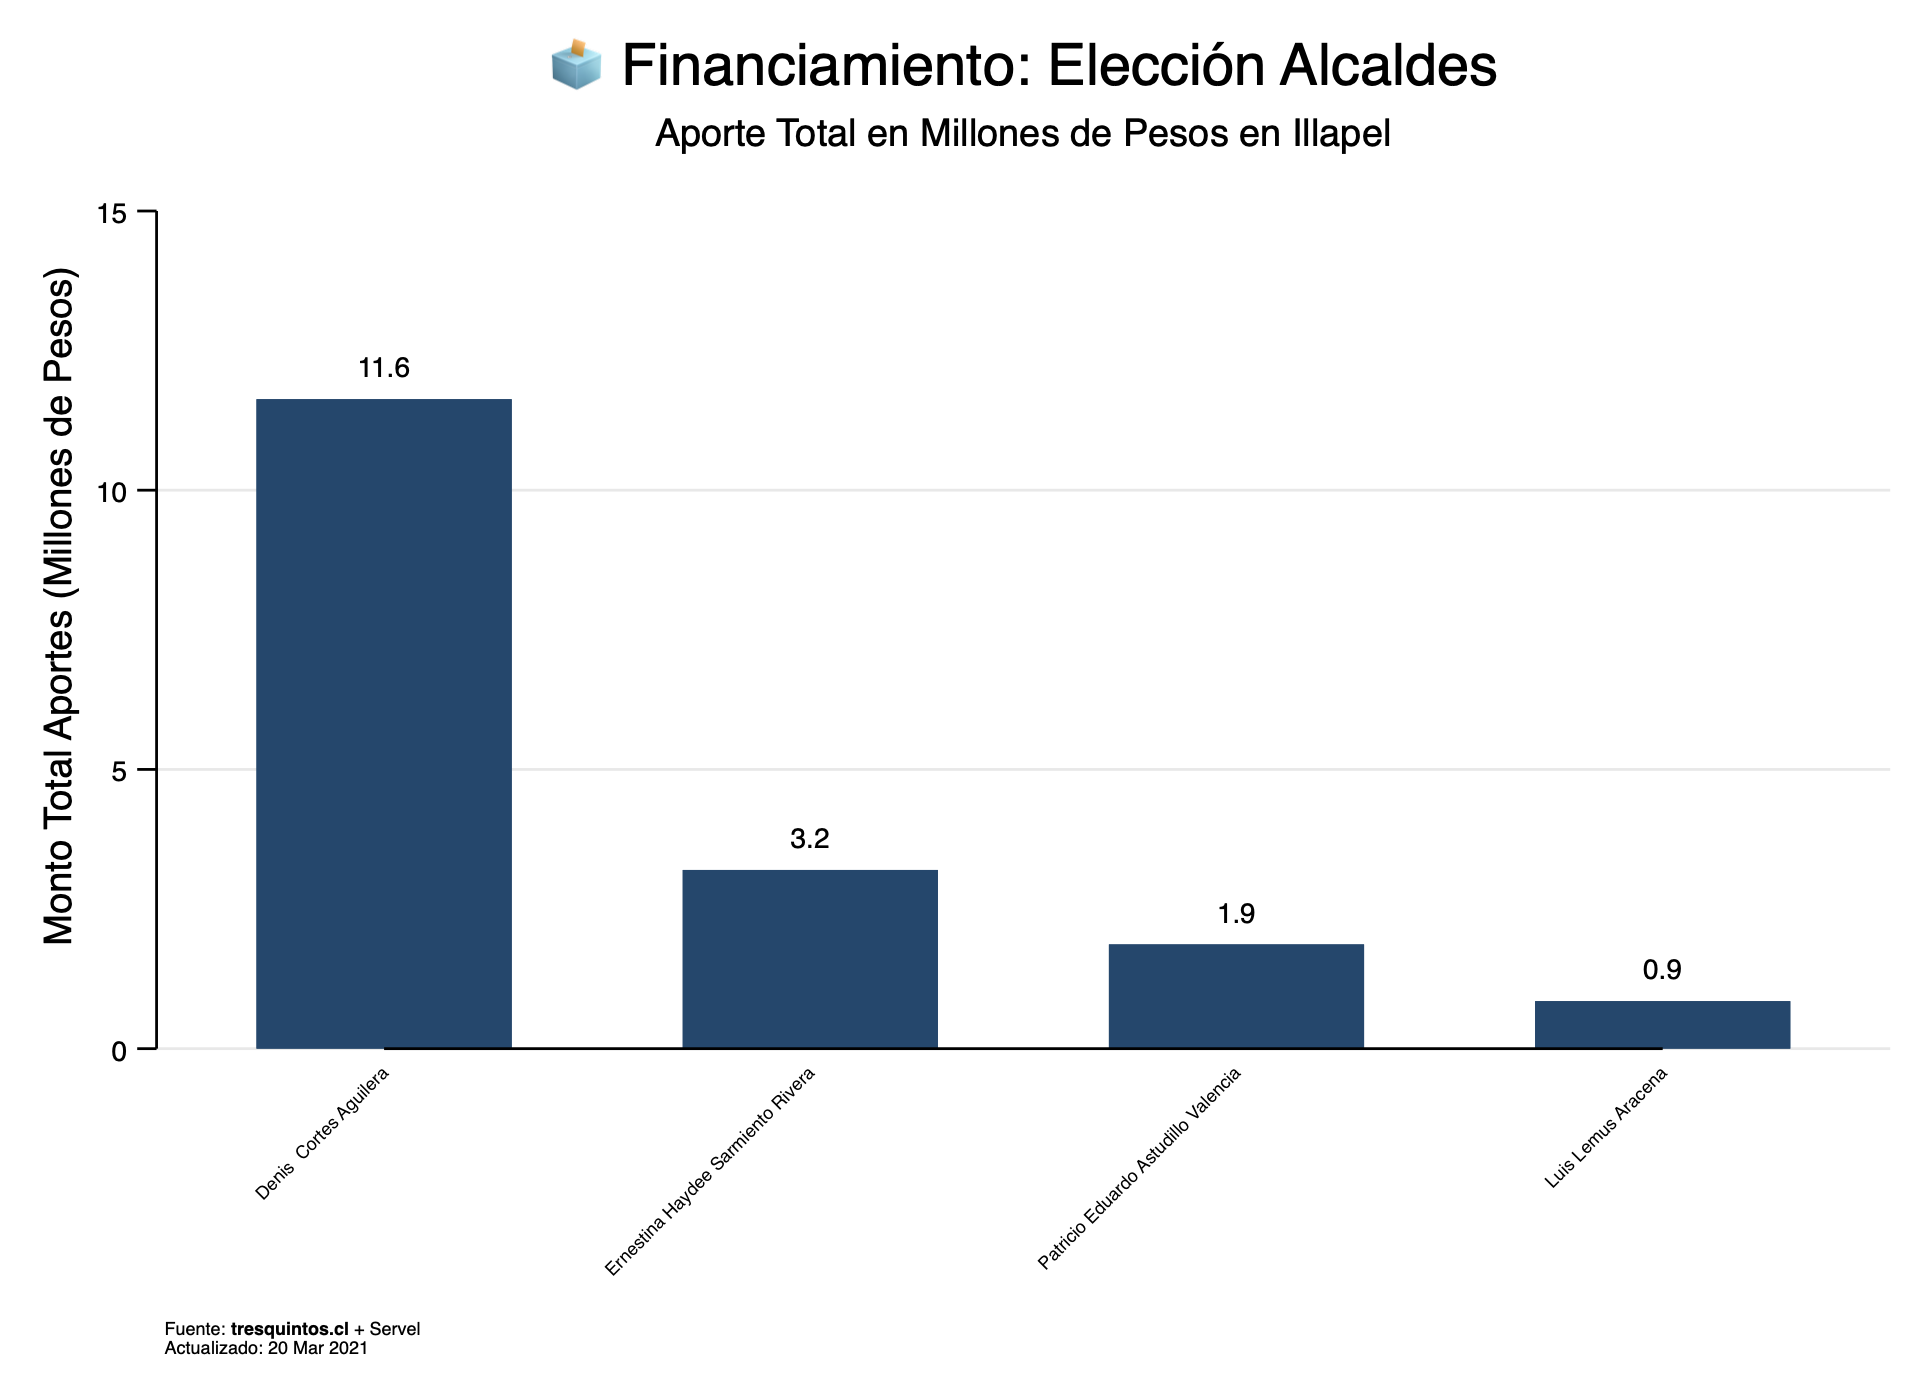 Financiamiento: Elección Alcaldes
Aporte Total en Millones de Pesos en Illapel
Monto Total Aportes (Millones de Pesos)
15
10
5
0
11.6
3.2
1.9
0.9
Denis  Cortes Aguilera
Ernestina Haydee Sarmiento Rivera
Patricio Eduardo Astudillo Valencia
Luis Lemus Aracena
Fuente: tresquintos.cl + Servel
Actualizado: 20 Mar 2021